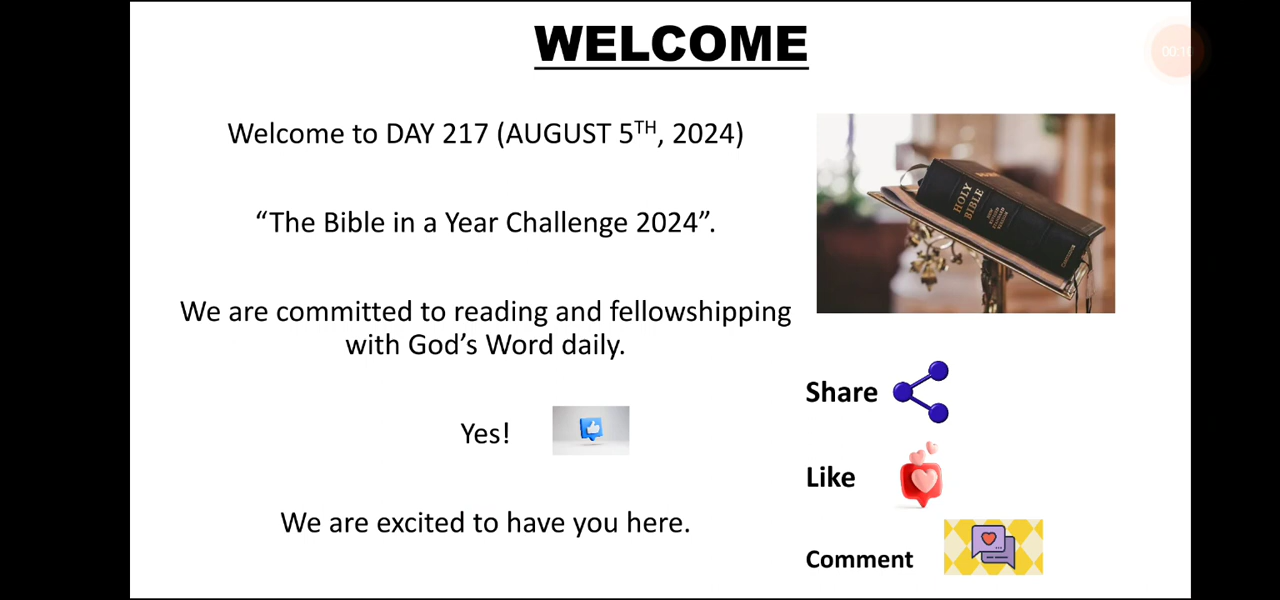 WELCOME
Welcome to DAY 217 (AUGUST 5TH, 2024)
“The Bible in a Year Challenge 2024”.
We are committed to reading and fellowshipping
with God’s Word daily.
Yes!
We are excited to have you here.
HOLY
BIBLE
Share
Like
Comment